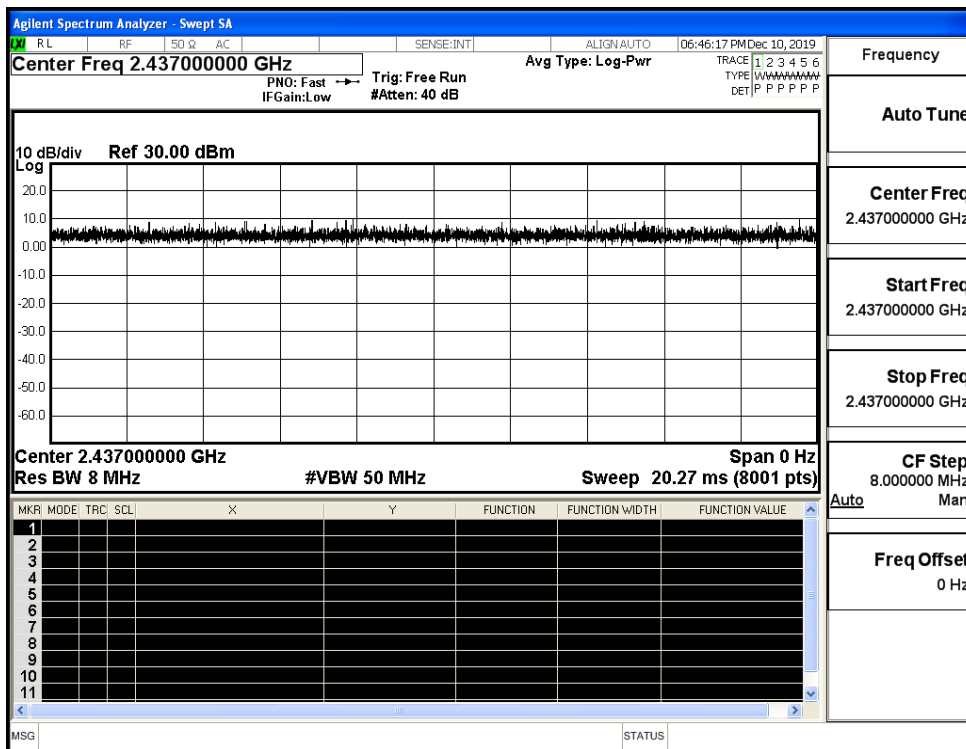 Agilent Spectrum Analyzer - Swept SA
LXI RL RF 50 Ω AC SENSE:INT ALIGN AUTO 06:46:17 PM Dec 10, 2019
Center Freq 2.437000000 GHz
PNO: Fast
IFGain:Low
Trig: Free Run
#Atten: 40 dB
Avg Type: Log-Pwr
TRACE 1 2 3 4 5 6
TYPE WWWWWW
DET P P P P P P
10 dB/div Ref 30.00 dBm
Log
20.0
10.0
0.00
-10.0
-20.0
-30.0
-40.0
-50.0
-60.0
Center 2.437000000 GHz Span 0 Hz
Res BW 8 MHz #VBW 50 MHz Sweep 20.27 ms (8001 pts)
MKR MODE TRC SCL X Y FUNCTION FUNCTION WIDTH FUNCTION VALUE
1
2
3
4
5
6
7
8
9
10
11
MSG STATUS
Frequency
Auto Tune
Center Freq
2.437000000 GHz
Start Freq
2.437000000 GHz
Stop Freq
2.437000000 GHz
CF Step
8.000000 MHz
Auto Man
Freq Offset
0 Hz